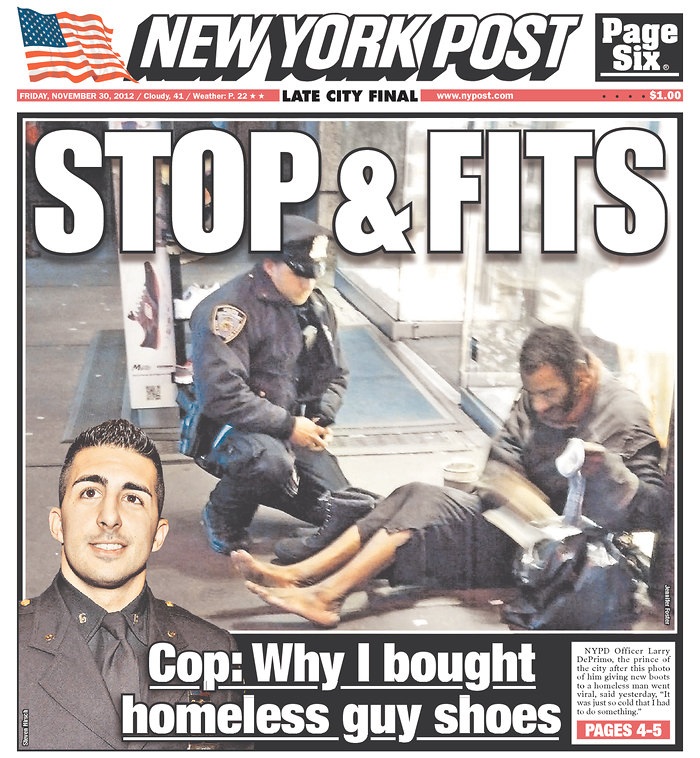 NEW YORK POST
Page
Six®
FRIDAY, NOVEMBER 30, 2012 / Cloudy, 41 / Weather: P. 22 ★★
LATE CITY FINAL
www.nypost.com
$1.00
STOP & FITS
Jennifer Foster
Cop: Why I bought
homeless guy shoes
NYPD Officer Larry
DePrimo, the prince of
the city after this photo
of him giving new boots
to a homeless man went
viral, said yesterday, "It
was just so cold that I had
to do something."
PAGES 4-5
Steven Hirsch